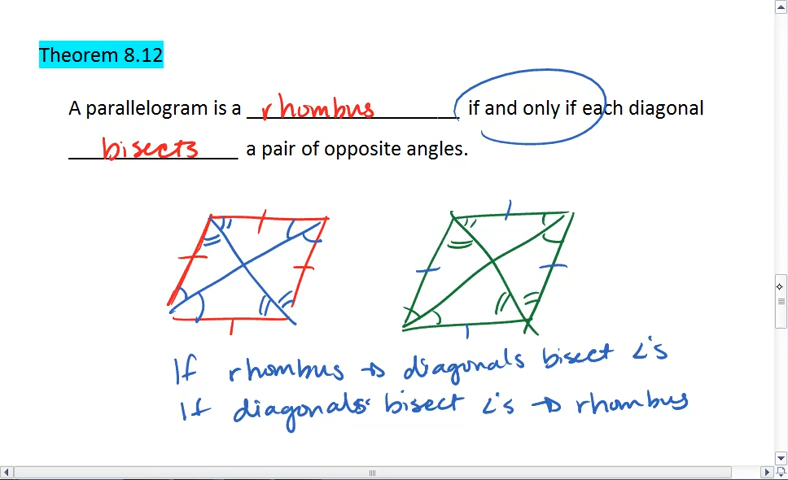 Theorem 8.12
A parallelogram is a rhombus if and only if each diagonal
bisects a pair of opposite angles.
If rhombus → diagonals bisect ∠'s
If diagonals bisect ∠'s → rhombus